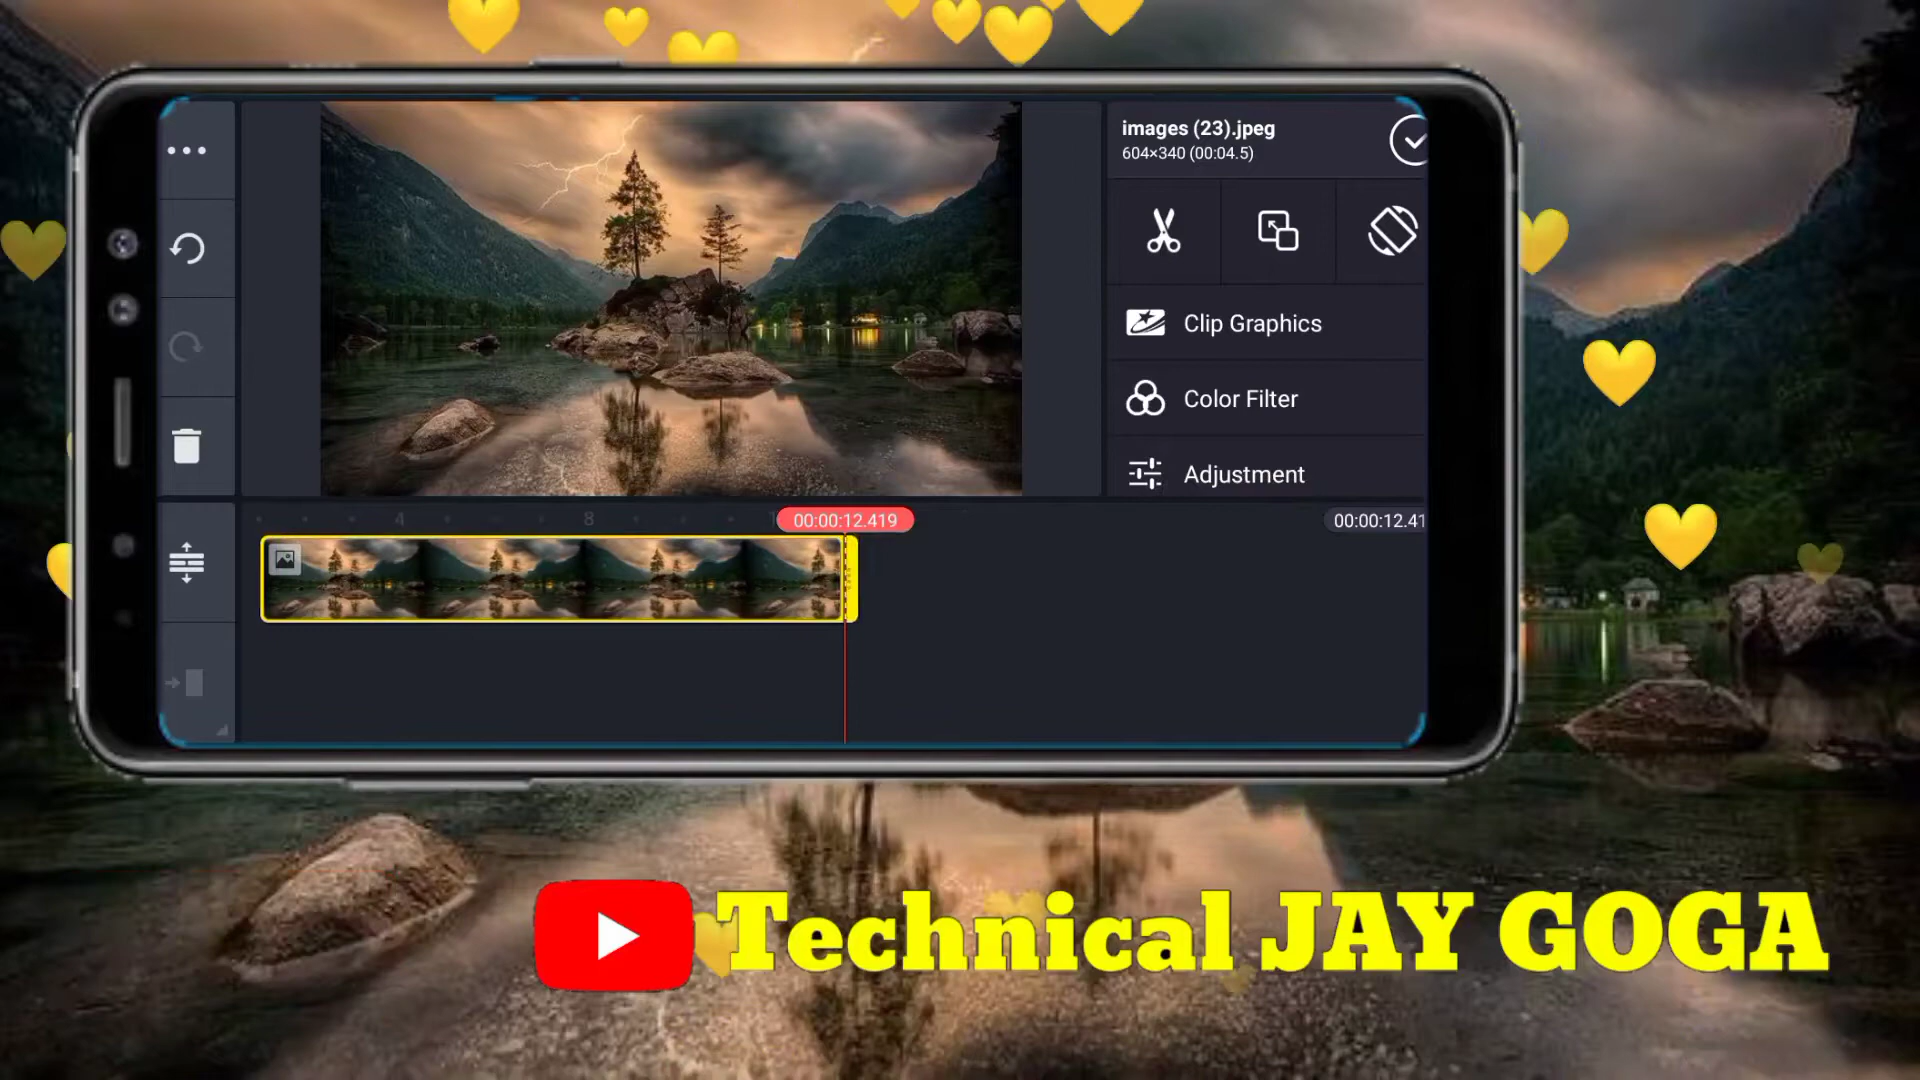 images (23).jpeg
604×340 (00:04.5)
Clip Graphics
Color Filter
Adjustment
4
8
00:00:12.419
00:00:12.41
Technical JAY GOGA